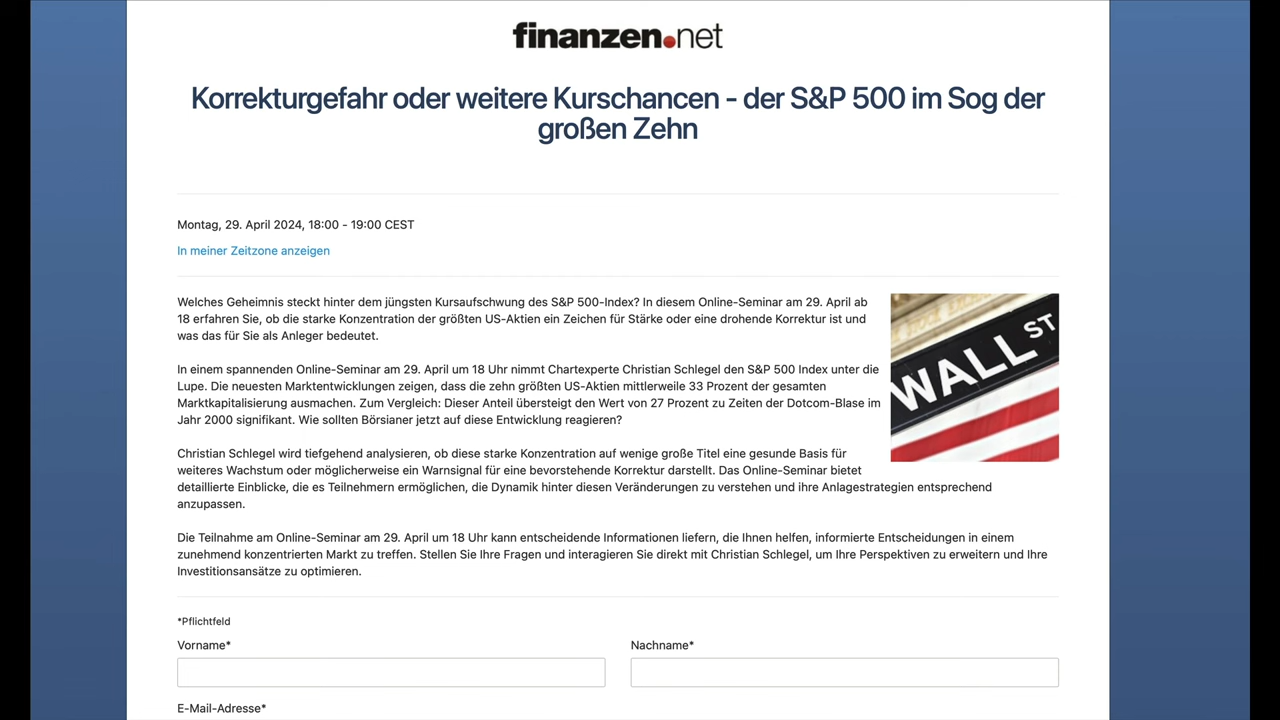 finanzen.net
Korrekturgefahr oder weitere Kurschancen - der S&P 500 im Sog der
großen Zehn
Montag, 29. April 2024, 18:00 - 19:00 CEST
In meiner Zeitzone anzeigen
Welches Geheimnis steckt hinter dem jüngsten Kursaufschwung des S&P 500-Index? In diesem Online-Seminar am 29. April ab
18 erfahren Sie, ob die starke Konzentration der größten US-Aktien ein Zeichen für Stärke oder eine drohende Korrektur ist und
was das für Sie als Anleger bedeutet.
WALL ST
In einem spannenden Online-Seminar am 29. April um 18 Uhr nimmt Chartexperte Christian Schlegel den S&P 500 Index unter die
Lupe. Die neuesten Marktentwicklungen zeigen, dass die zehn größten US-Aktien mittlerweile 33 Prozent der gesamten
Marktkapitalisierung ausmachen. Zum Vergleich: Dieser Anteil übersteigt den Wert von 27 Prozent zu Zeiten der Dotcom-Blase im
Jahr 2000 signifikant. Wie sollten Börsianer jetzt auf diese Entwicklung reagieren?
Christian Schlegel wird tiefgehend analysieren, ob diese starke Konzentration auf wenige große Titel eine gesunde Basis für
weiteres Wachstum oder möglicherweise ein Warnsignal für eine bevorstehende Korrektur darstellt. Das Online-Seminar bietet
detaillierte Einblicke, die es Teilnehmern ermöglichen, die Dynamik hinter diesen Veränderungen zu verstehen und ihre Anlagestrategien entsprechend
anzupassen.
Die Teilnahme am Online-Seminar am 29. April um 18 Uhr kann entscheidende Informationen liefern, die Ihnen helfen, informierte Entscheidungen in einem
zunehmend konzentrierten Markt zu treffen. Stellen Sie Ihre Fragen und interagieren Sie direkt mit Christian Schlegel, um Ihre Perspektiven zu erweitern und Ihre
Investitionsansätze zu optimieren.
*Pflichtfeld
Vorname*
Nachname*
E-Mail-Adresse*